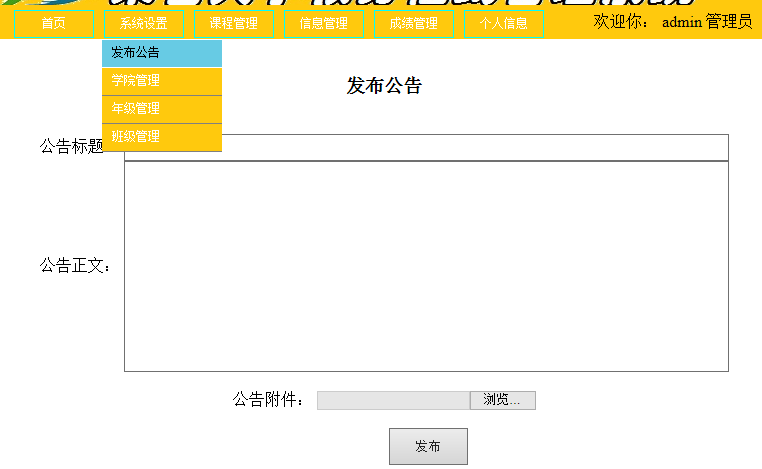 首页 系统设置 课程管理 信息管理 成绩管理 个人信息 欢迎你： admin 管理员
发布公告
学院管理
年级管理
班级管理
发布公告
公告标题
公告正文：
公告附件： 浏览...
发布